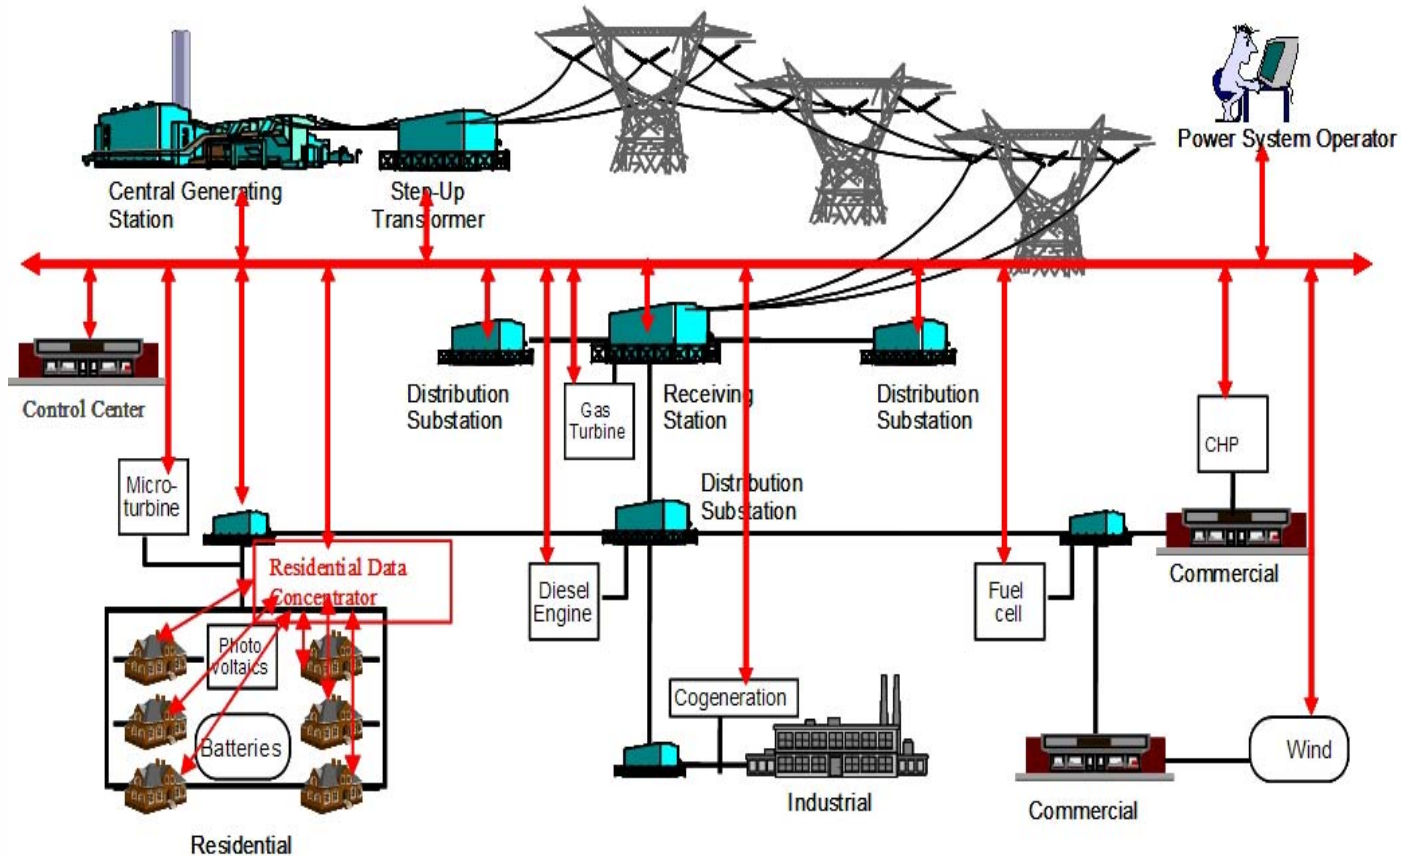 Power System Operator
Central Generating
Station
Step-Up
Transformer
Control Center
Distribution
Substation
Gas
Turbine
Receiving
Station
Distribution
Substation
CHP
Micro-
turbine
Distribution
Substation
Residential Data
Concentrator
Diesel
Engine
Fuel
cell
Commercial
Photo
voltaics
Cogeneration
Batteries
Wind
Industrial
Commercial
Residential